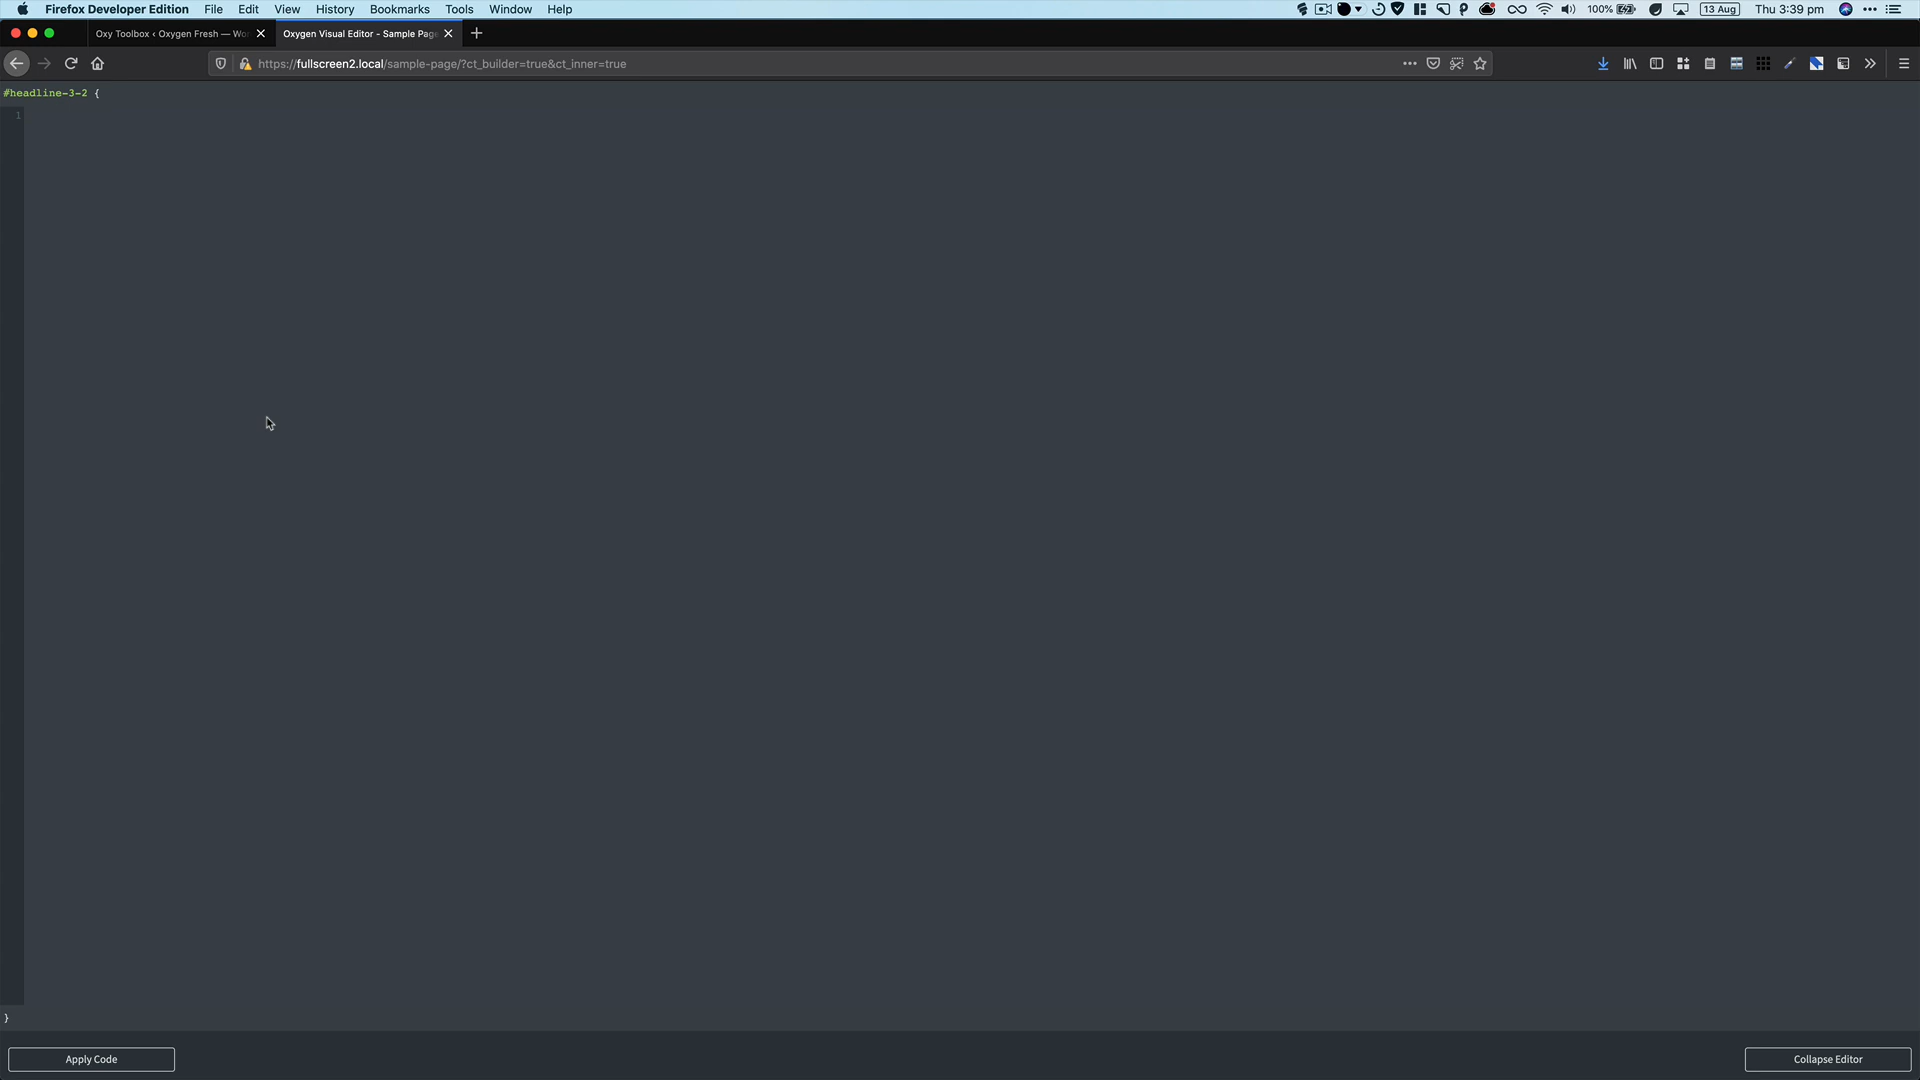 Firefox Developer Edition File Edit View History Bookmarks Tools Window Help 100% 13 Aug Thu 3:39 pm
Oxy Toolbox ‹ Oxygen Fresh — Wor Oxygen Visual Editor - Sample Page
https://fullscreen2.local/sample-page/?ct_builder=true&ct_inner=true
#headline-3-2 {
1
}
Apply Code Collapse Editor